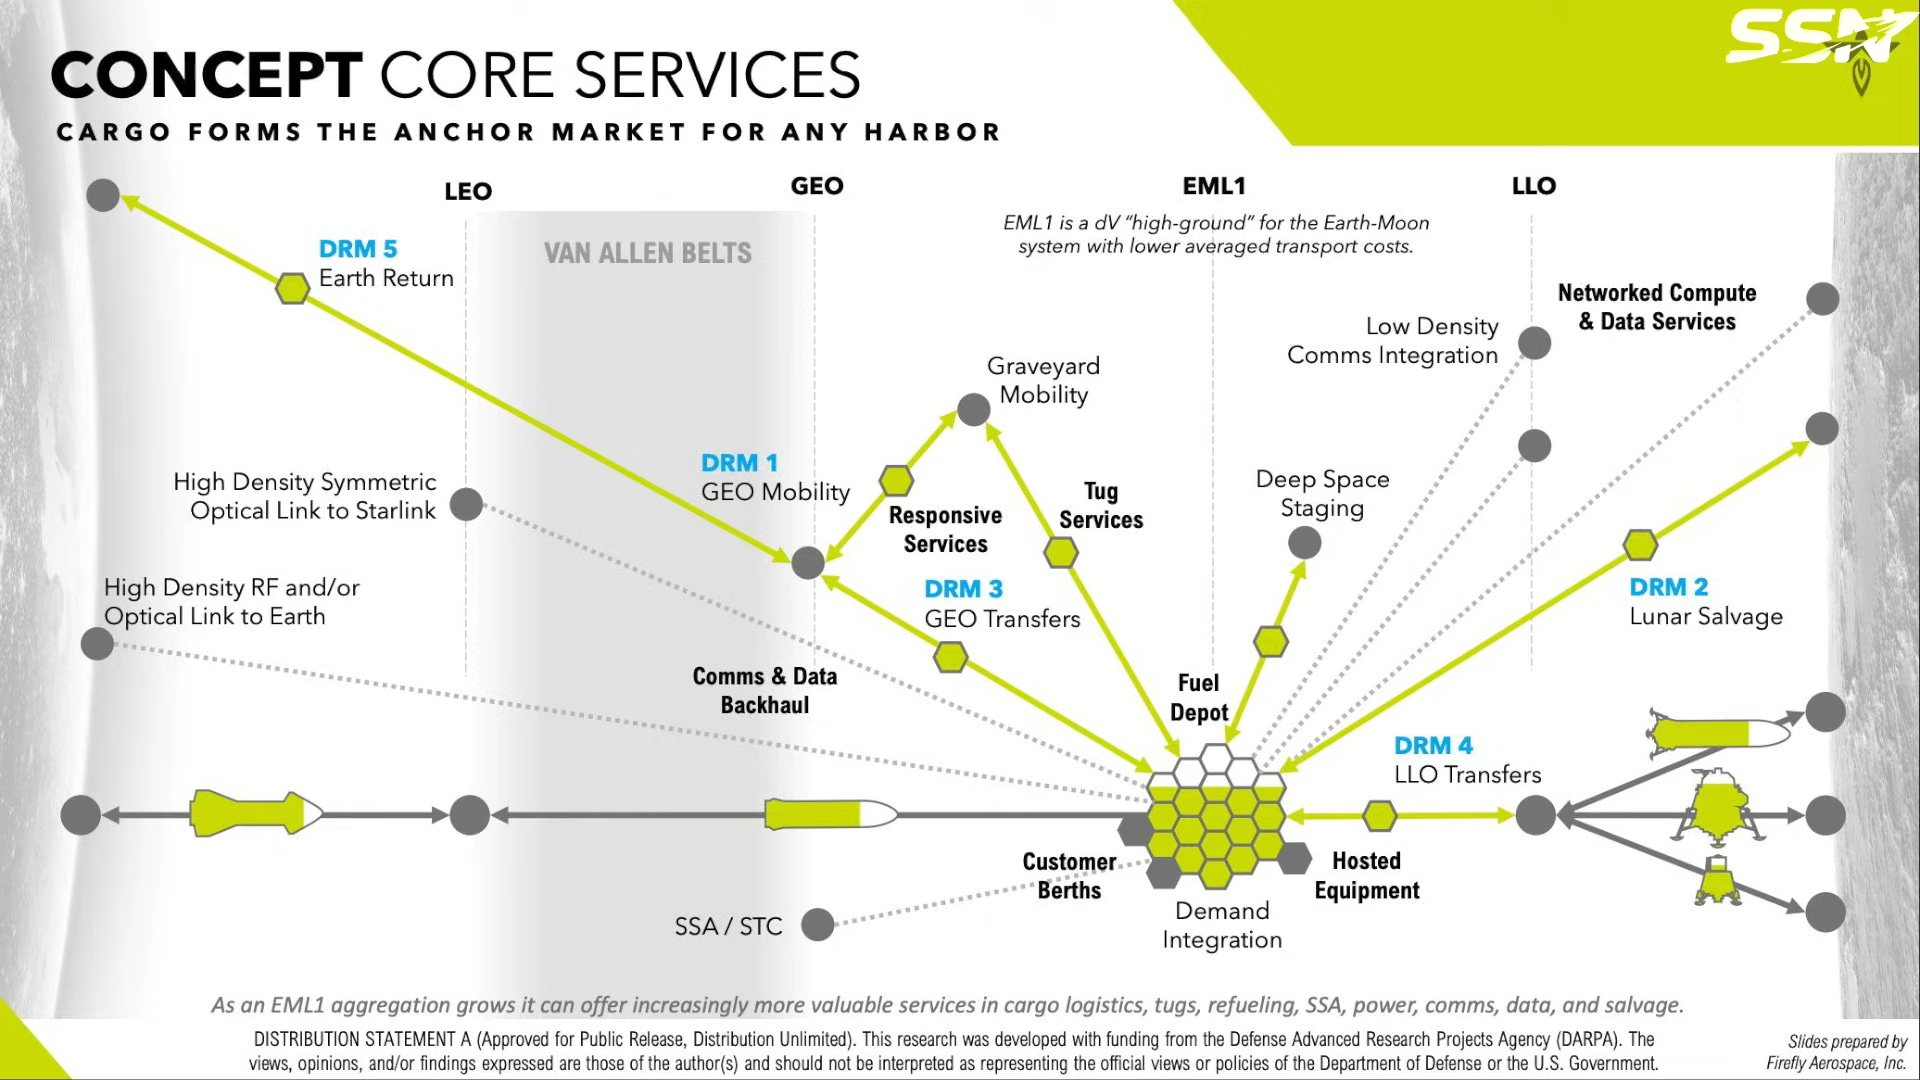 SSN
CONCEPT CORE SERVICES
CARGO FORMS THE ANCHOR MARKET FOR ANY HARBOR
LEO
GEO
EML1
LLO
EML1 is a dV “high-ground” for the Earth-Moon
system with lower averaged transport costs.
VAN ALLEN BELTS
DRM 5
Earth Return
Networked Compute
& Data Services
Low Density
Comms Integration
Graveyard
Mobility
DRM 1
GEO Mobility
High Density Symmetric
Optical Link to Starlink
Responsive
Services
Tug
Services
Deep Space
Staging
High Density RF and/or
Optical Link to Earth
DRM 3
GEO Transfers
DRM 2
Lunar Salvage
Comms & Data
Backhaul
Fuel
Depot
DRM 4
LLO Transfers
Customer
Berths
Hosted
Equipment
SSA / STC
Demand
Integration
As an EML1 aggregation grows it can offer increasingly more valuable services in cargo logistics, tugs, refueling, SSA, power, comms, data, and salvage.
DISTRIBUTION STATEMENT A (Approved for Public Release, Distribution Unlimited). This research was developed with funding from the Defense Advanced Research Projects Agency (DARPA). The
views, opinions, and/or findings expressed are those of the author(s) and should not be interpreted as representing the official views or policies of the Department of Defense or the U.S. Government.
Slides prepared by
Firefly Aerospace, Inc.